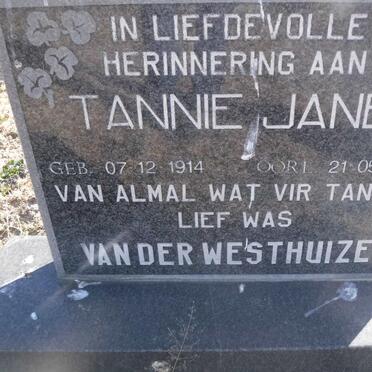 IN LIEFDEVOLLE
HERINNERING AAN
TANNIE JANE
GEB. 07-12-1914 OORL 21-05
VAN ALMAL WAT VIR TAN
LIEF WAS
VAN DER WESTHUIZE